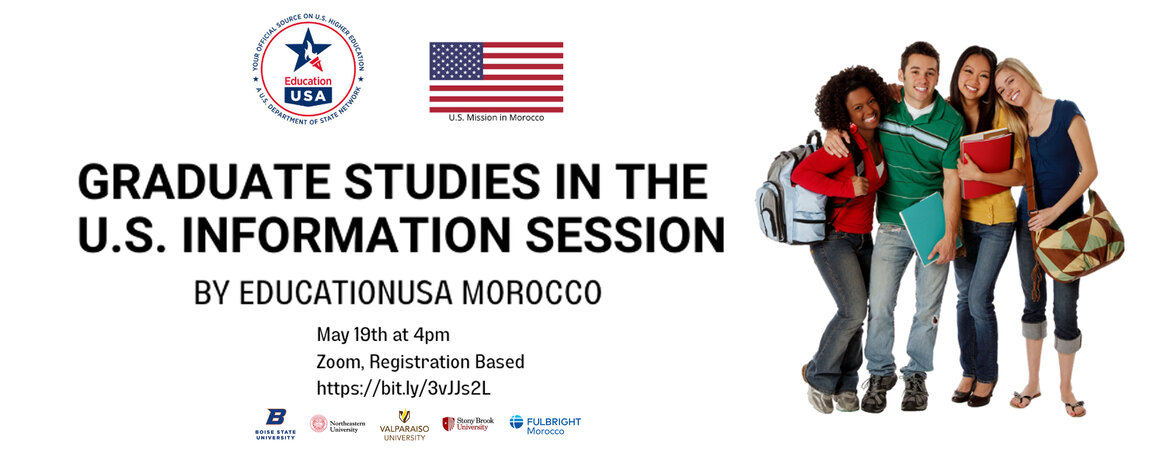 YOUR OFFICIAL SOURCE ON U.S. HIGHER EDUCATION
Education
USA
A U.S. DEPARTMENT OF STATE NETWORK
U.S. Mission in Morocco
GRADUATE STUDIES IN THE
U.S. INFORMATION SESSION
BY EDUCATIONUSA MOROCCO
May 19th at 4pm
Zoom, Registration Based
https://bit.ly/3vJJs2L
B
BOISE STATE
UNIVERSITY
Northeastern
University
VALPARAISO
UNIVERSITY
Stony Brook
University
FULBRIGHT
Morocco